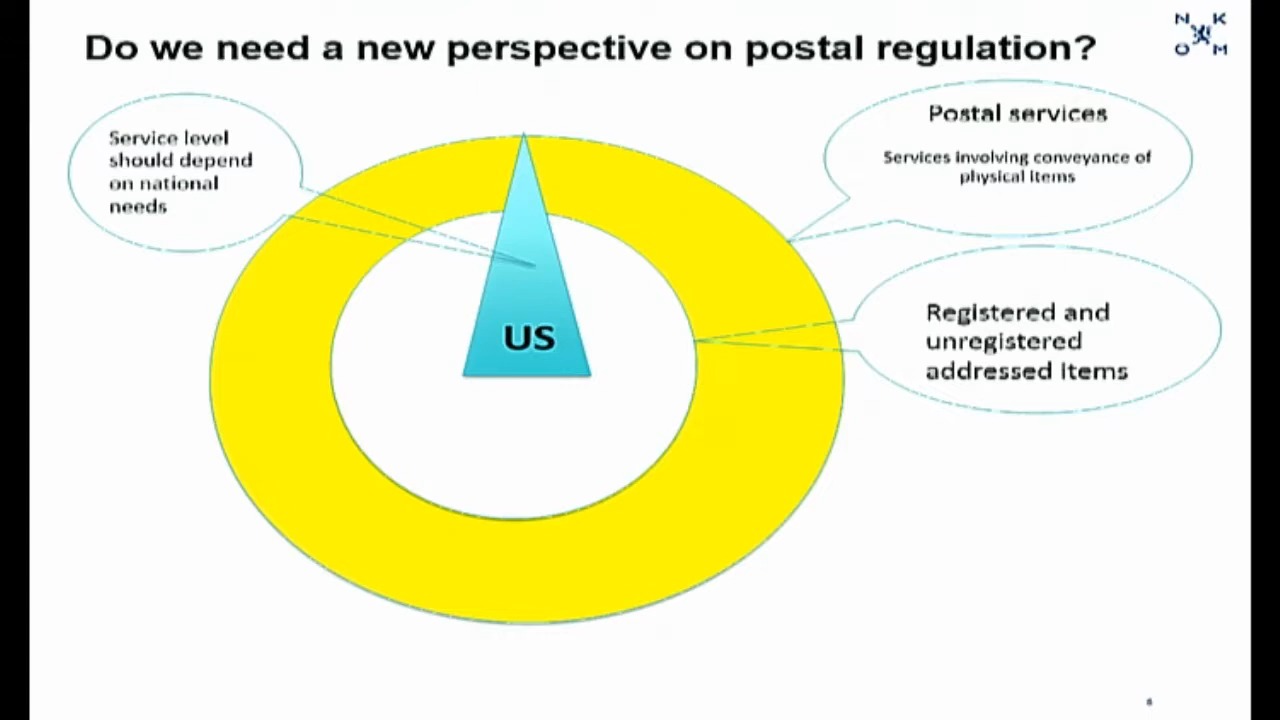 Do we need a new perspective on postal regulation?
N K
O M
Service level
should depend
on national
needs
Postal services
Services involving conveyance of
physical items
Registered and
unregistered
addressed items
US